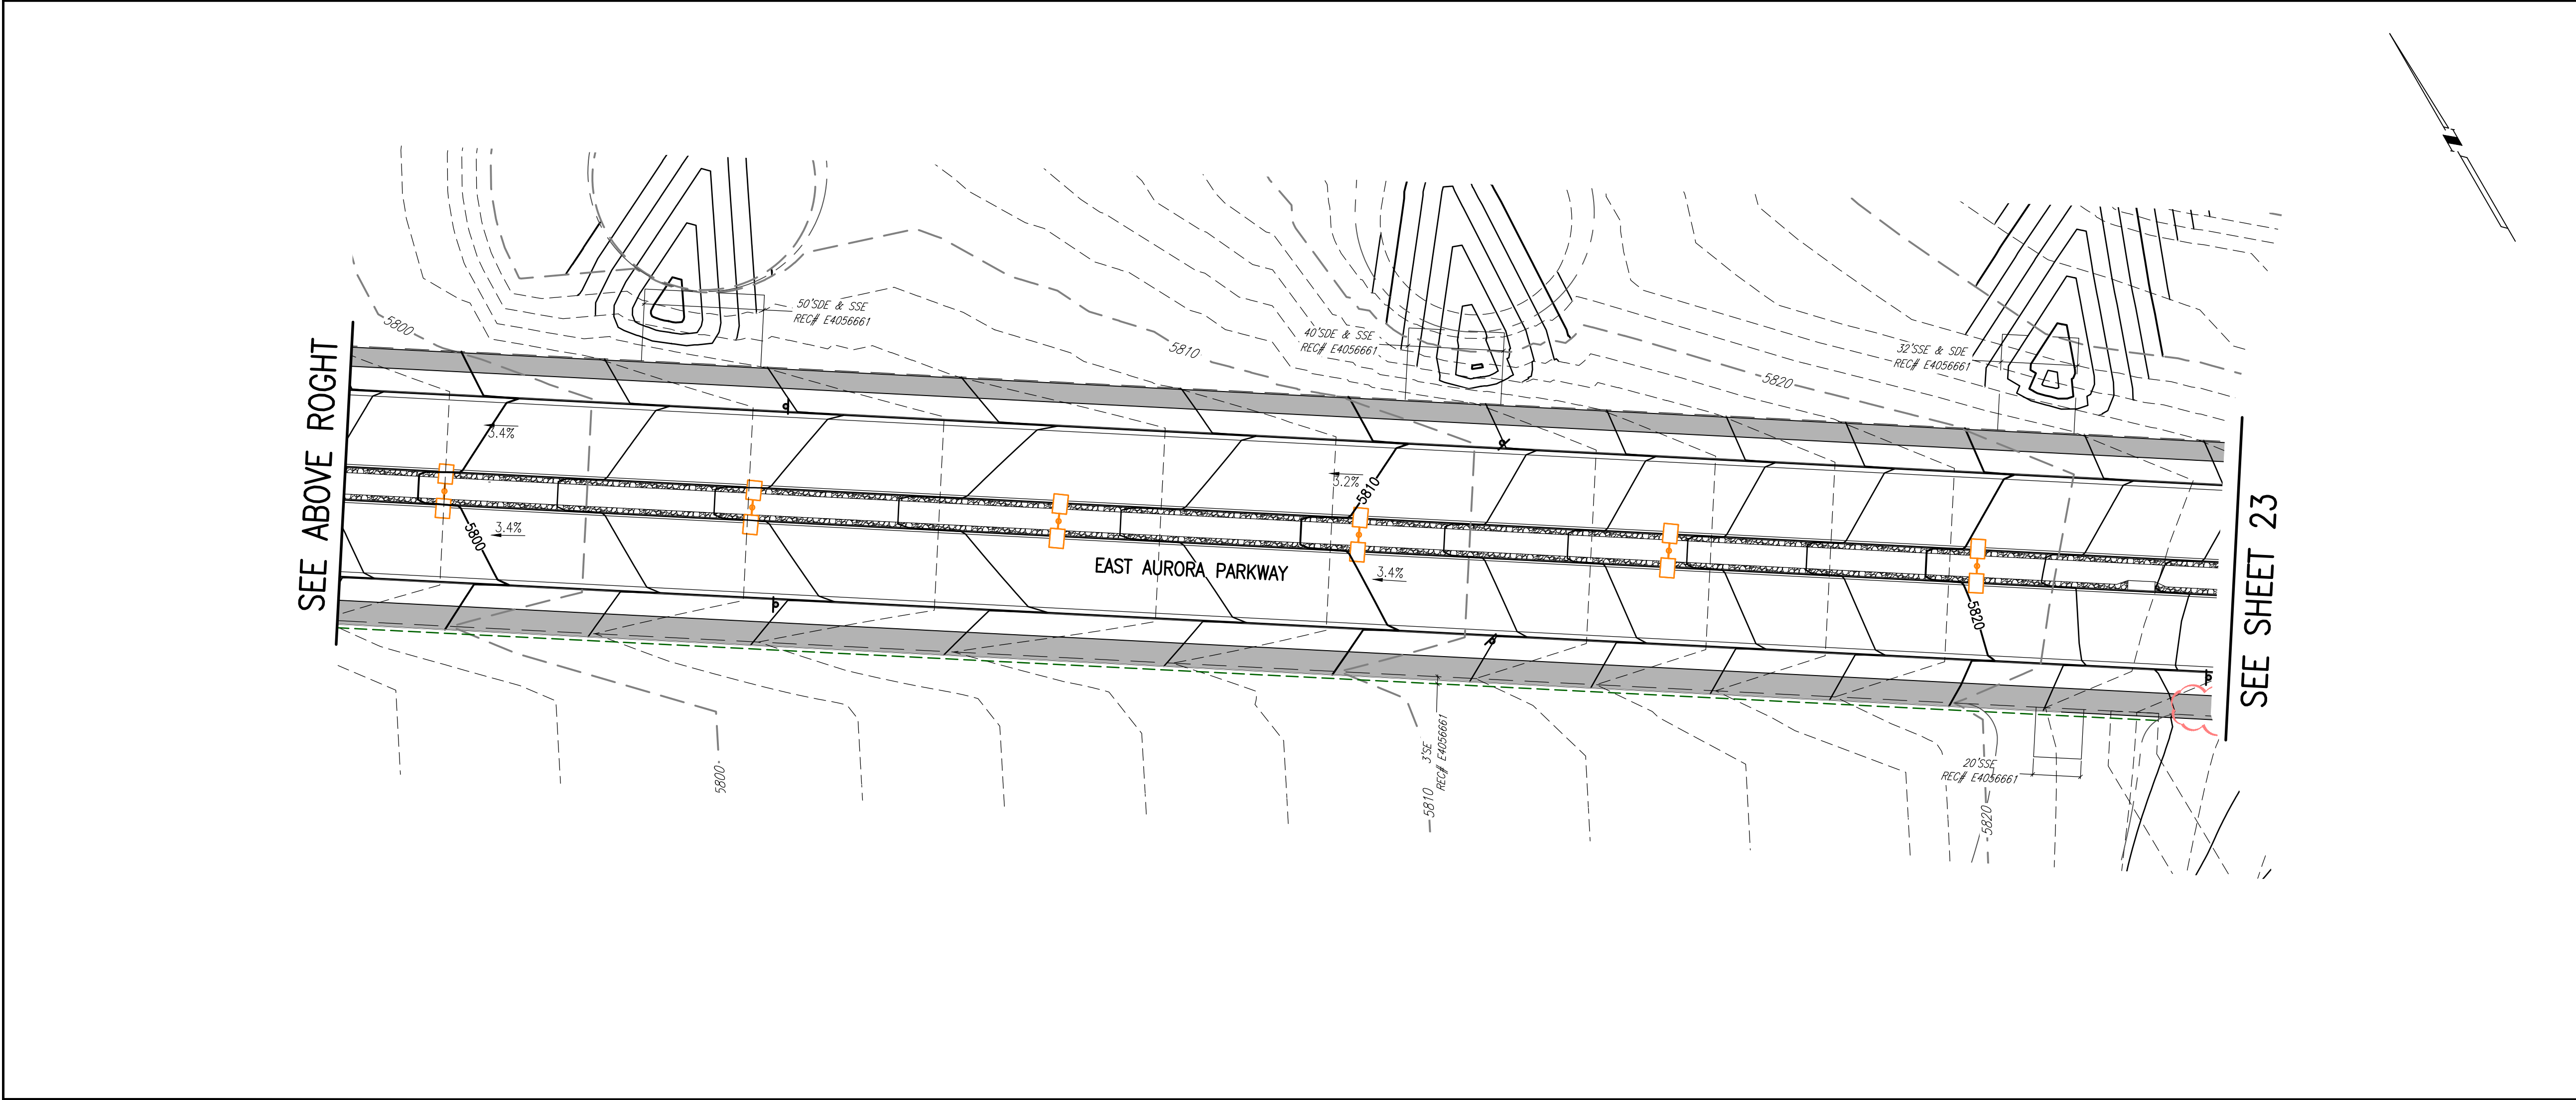 50'SDE & SSE
REC# E4056661
5800
SEE ABOVE ROGHT
5810
40'SDE & SSE
REC# E4056661
32'SSE & SDE
REC# E4056661
5820
3.4%
3.2%
5810
3.4%
5800
EAST AURORA PARKWAY
3.4%
5820
SEE SHEET 23
5800
3'SE
REC# E4056661
5810
20'SSE
REC# E4056661
5820